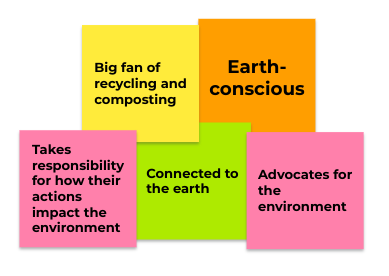 Big fan of
recycling and
composting
Earth-
conscious
Takes
responsibility
for how their
actions
impact the
environment
Connected to
the earth
Advocates for
the
environment